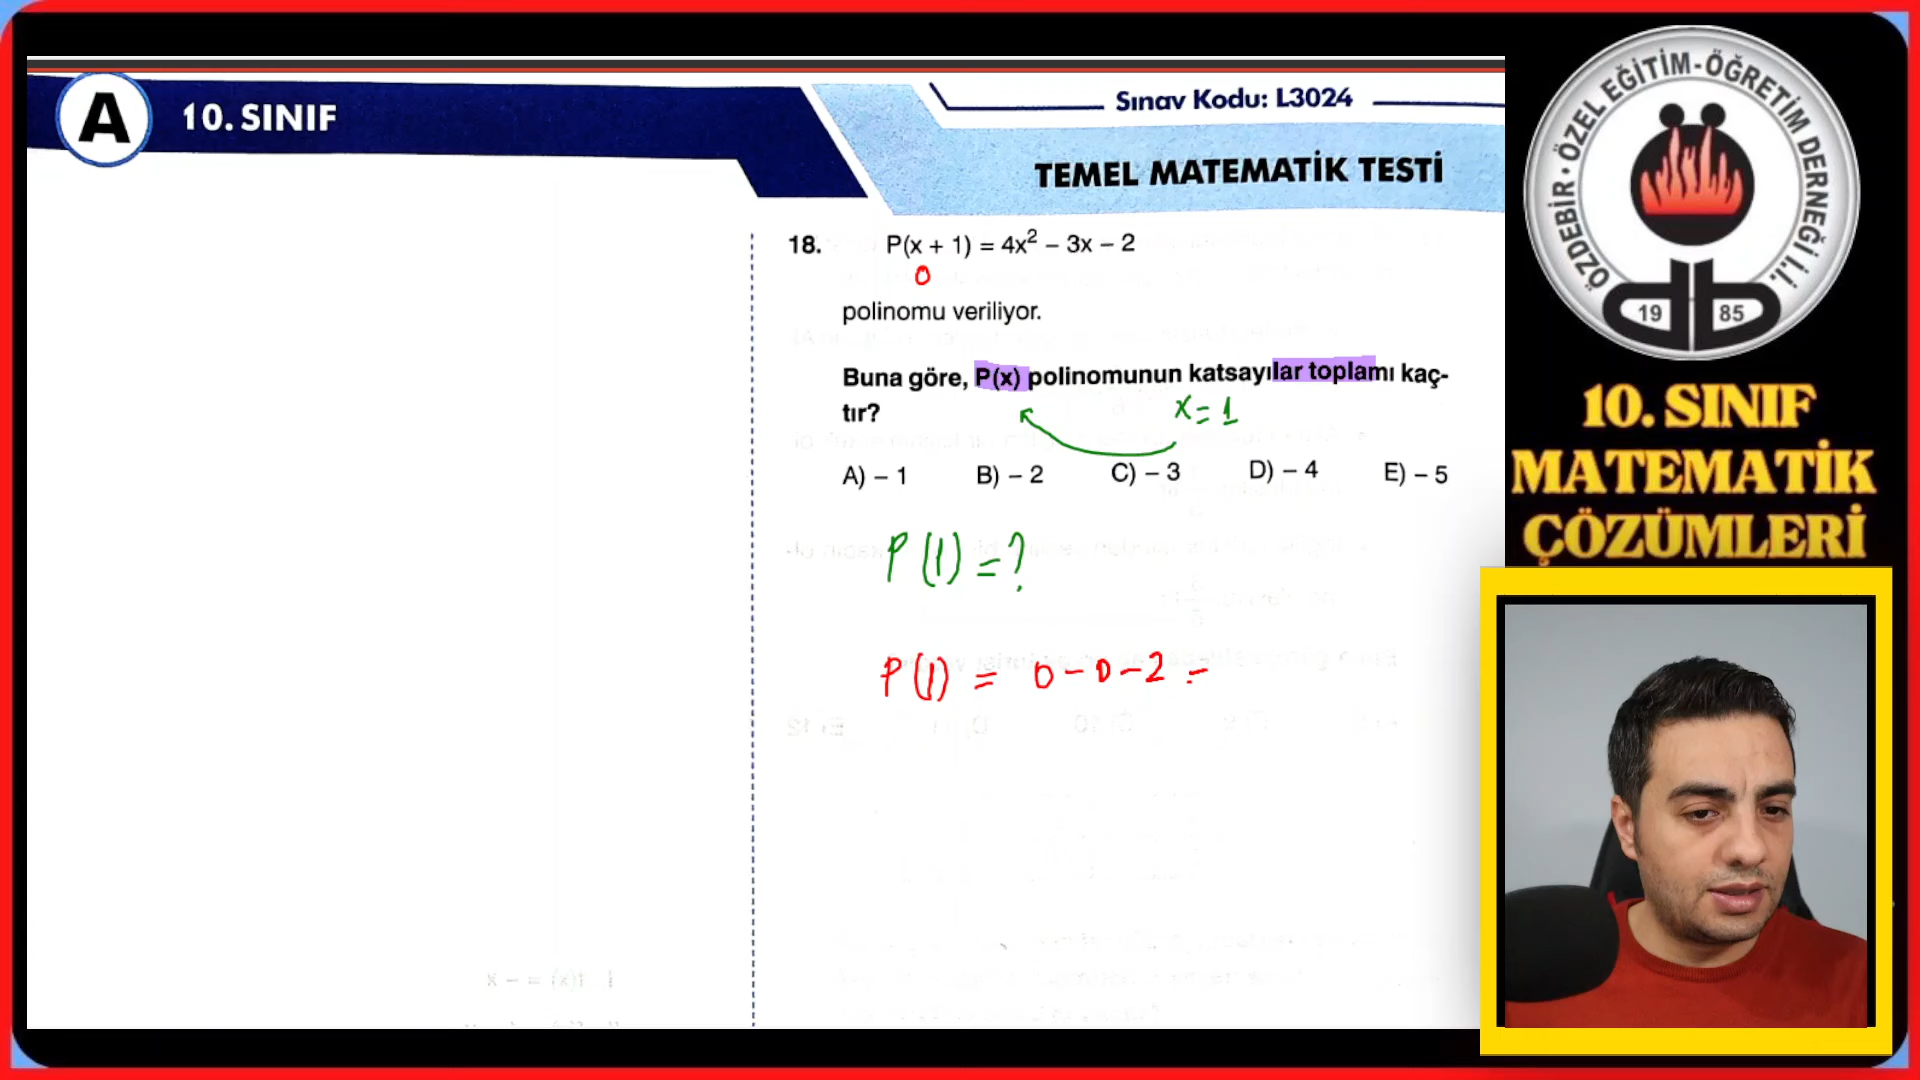 A
10. SINIF
Sınav Kodu: L3024
TEMEL MATEMATİK TESTİ
18. P(x + 1) = 4x² – 3x – 2
0
polinomu veriliyor.
Buna göre, P(x) polinomunun katsayılar toplamı kaç-
tır?
x = 1
A) – 1 B) – 2 C) – 3 D) – 4 E) – 5
P(1) = ?
P(1) = 0 – 0 – 2 =
ÖZDEBİR · ÖZEL EĞİTİM-ÖĞRETİM DERNEĞİ İ.İ.
19 85
10. SINIF
MATEMATİK
ÇÖZÜMLERİ